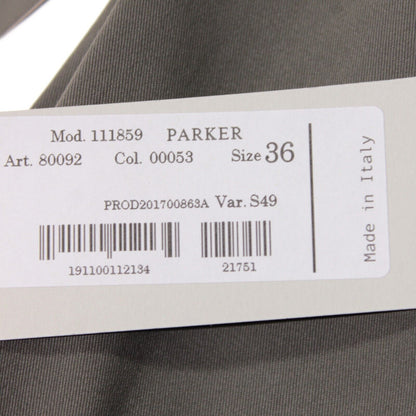 Mod. 111859 PARKER
Art. 80092 Col. 00053 Size 36
PROD201700863A Var. S49
191100112134 21751
Made in Italy